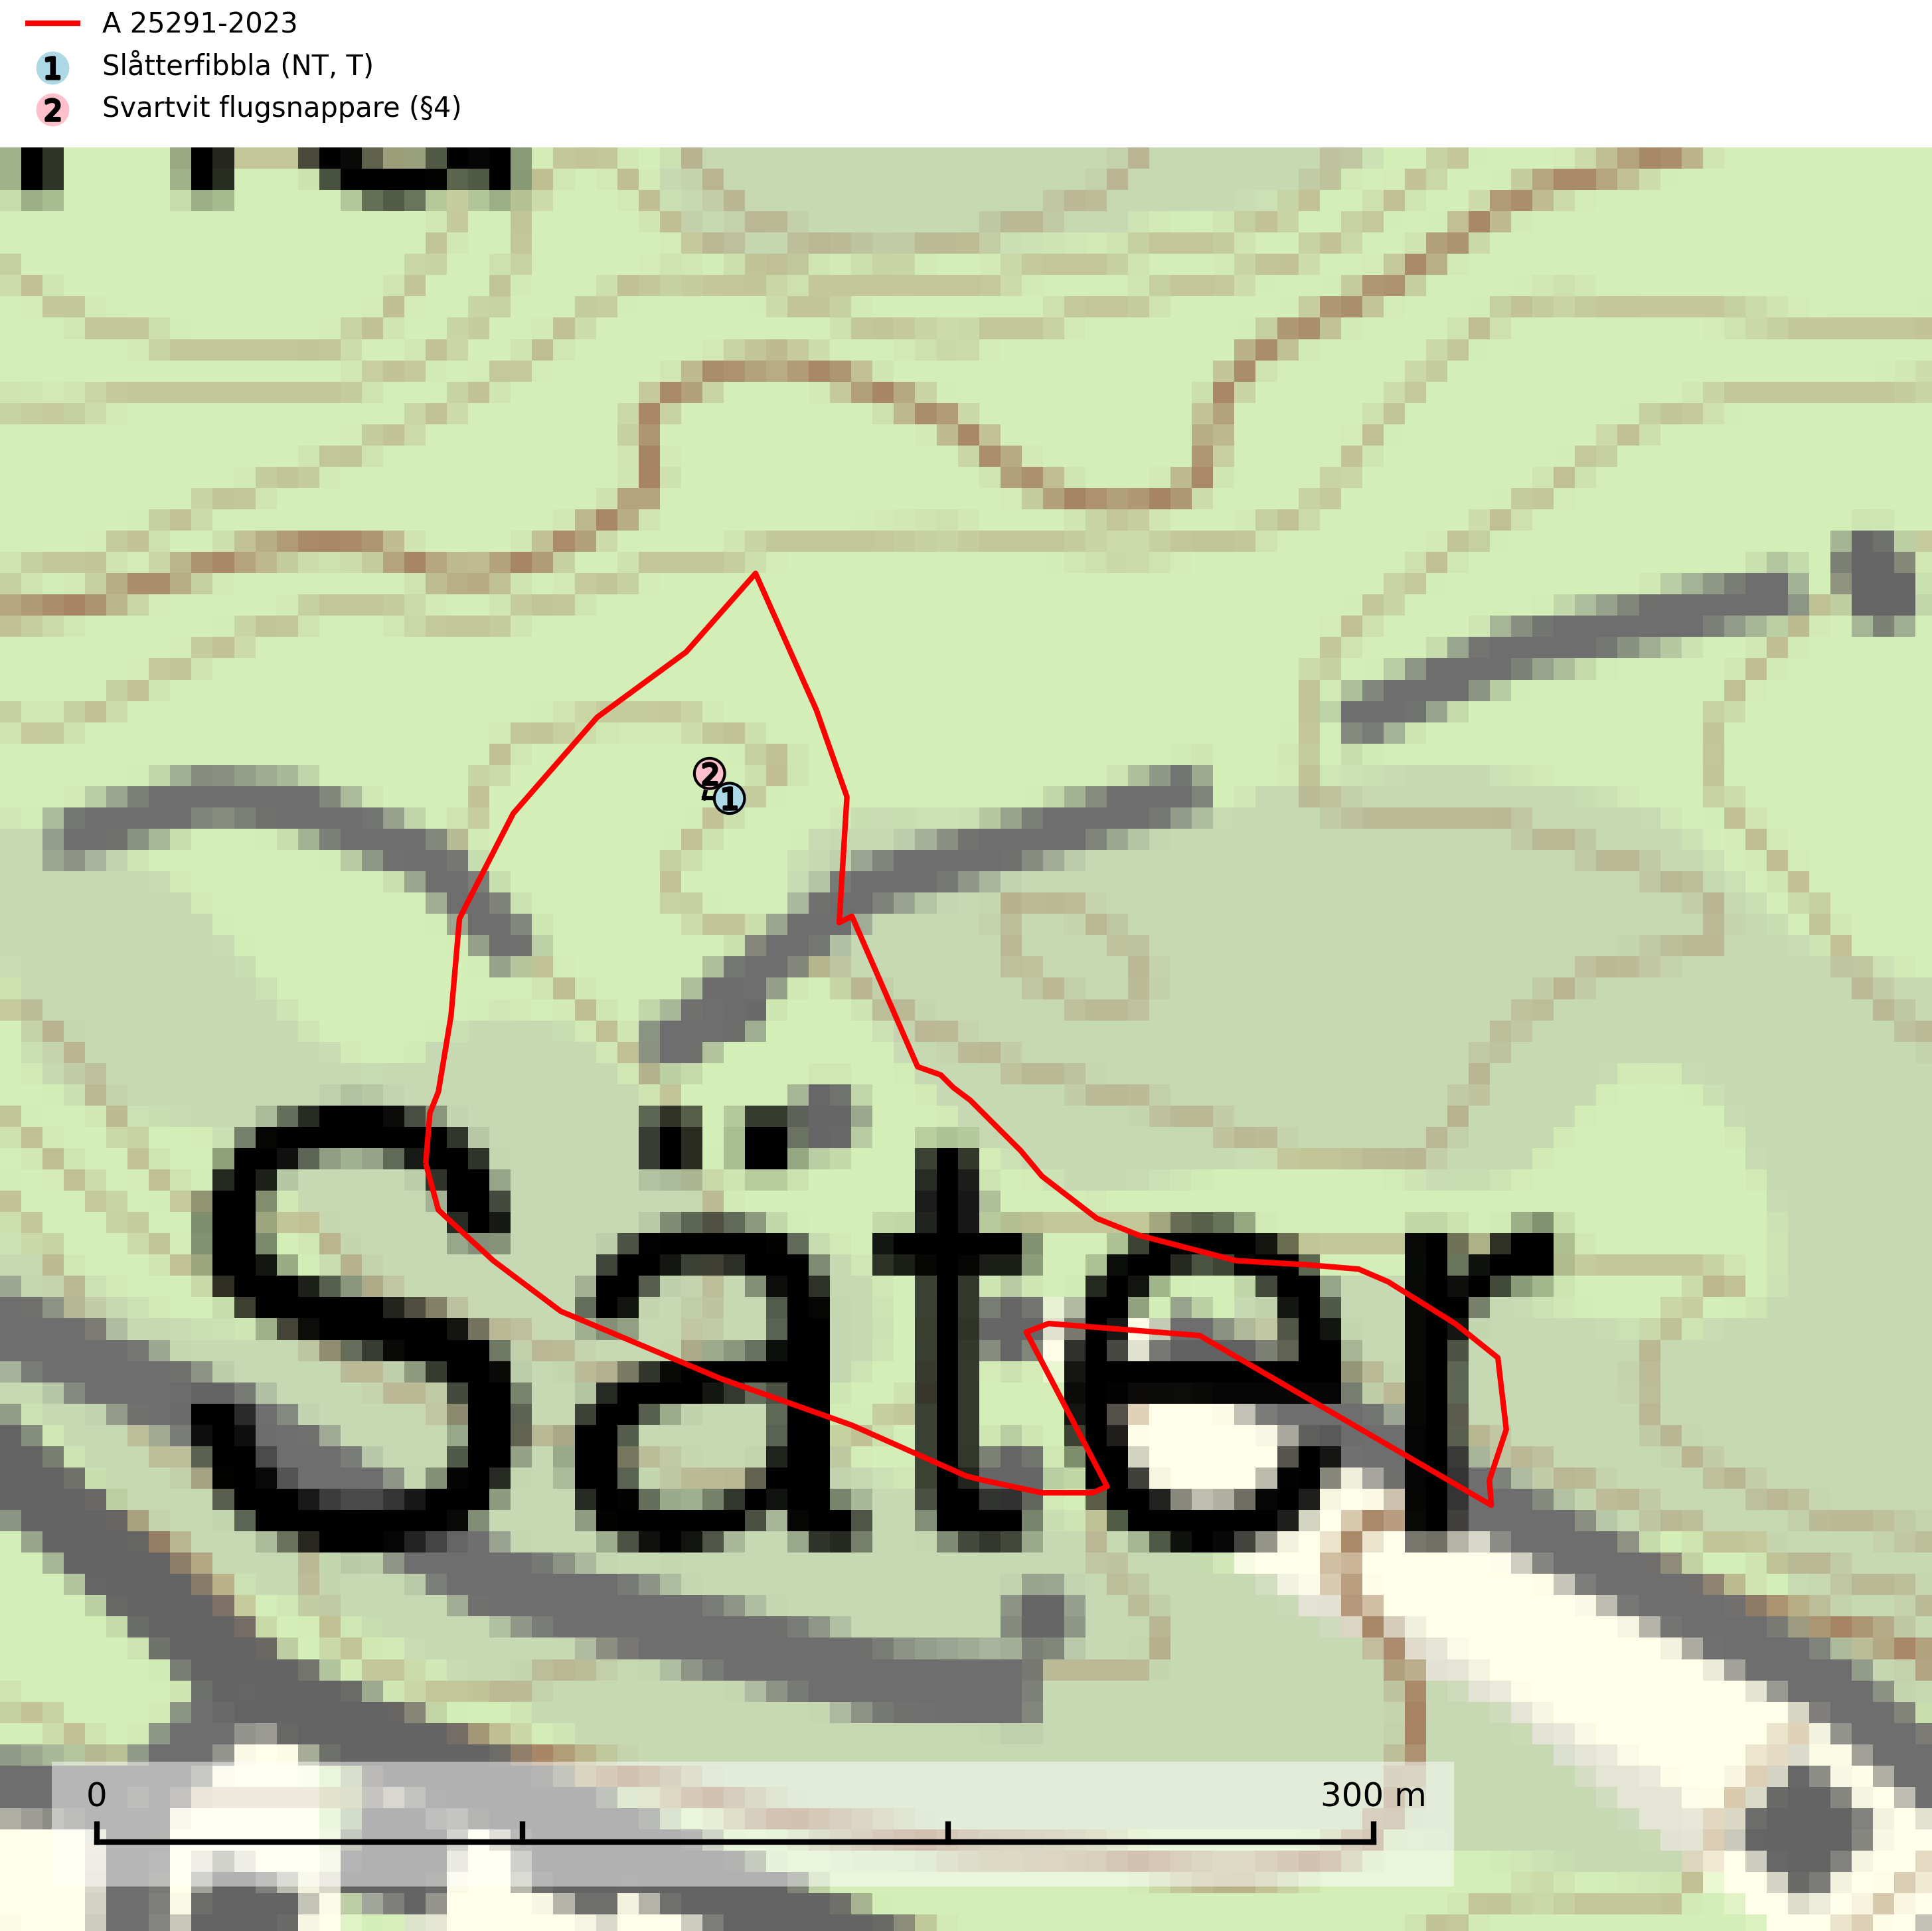 A 25291-2023
1 Slåtterfibbla (NT, T)
2 Svartvit flugsnappare (§4)
2
1
Säter
0 300 m